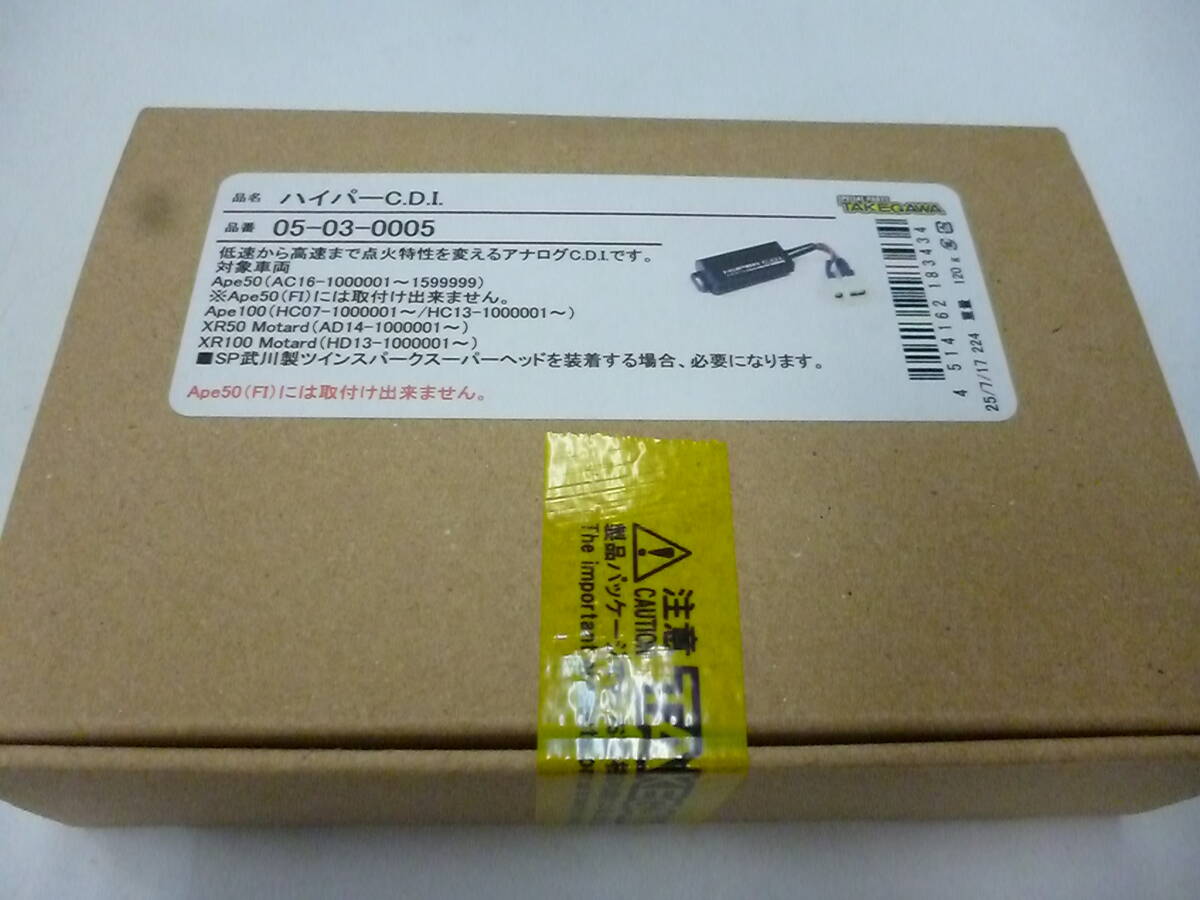 品名 ハイパーC.D.I.
SPECIAL PARTS
TAKEGAWA
品番 05-03-0005
低速から高速まで点火特性を変えるアナログC.D.I.です。
対象車両
Ape50(AC16-1000001～1599999)
※Ape50(FI)には取付け出来ません。
Ape100(HC07-1000001～/HC13-1000001～)
XR50 Motard(AD14-1000001～)
XR100 Motard(HD13-1000001～)
■SP武川製ツインスパークスーパーヘッドを装着する場合、必要になります。
Ape50(FI)には取付け出来ません。
HYPER C.D.I.
4 514162 183434
25/7/17 224 重量 120 g
注意
CAUTION
製品パッケージ
The important